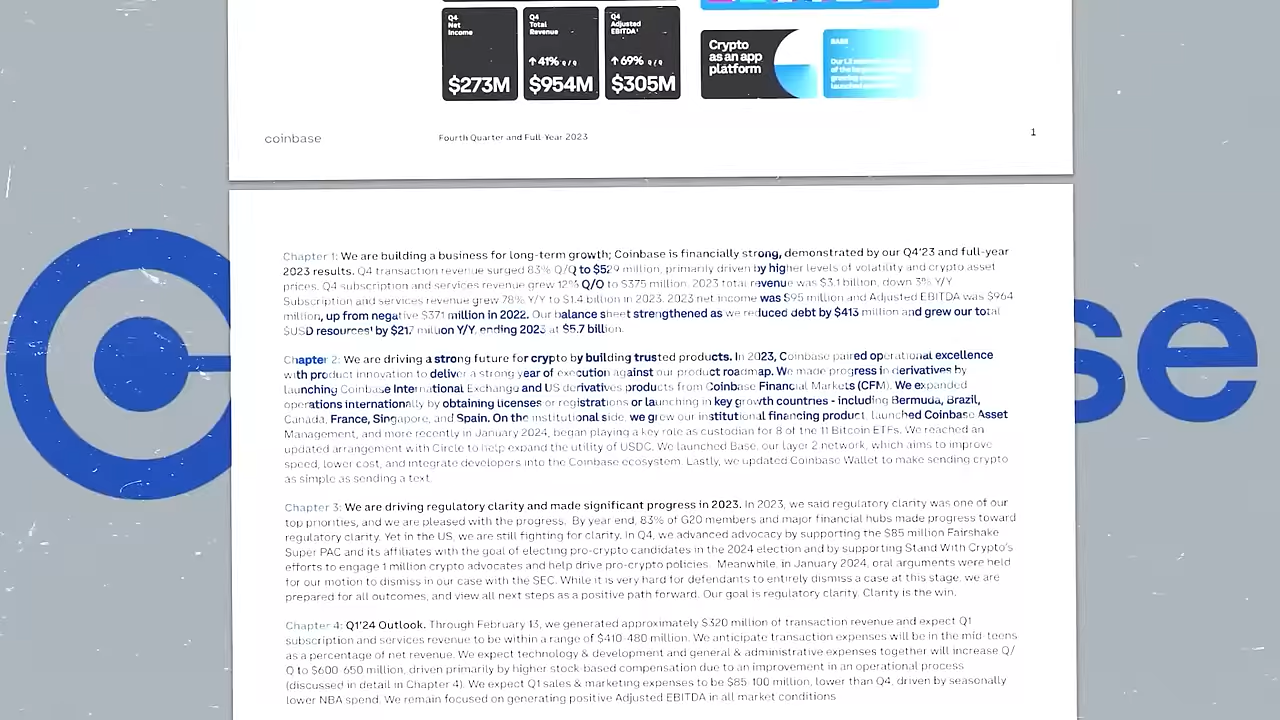 Q4
Net
Income
$273M
Q4
Total
Revenue
↑ 41% Q/Q
$954M
Q4
Adjusted
EBITDA¹
↑ 69% Q/Q
$305M
Crypto
as an app
platform
BASE
coinbase
Fourth Quarter and Full-Year 2023
1
Chapter 1: We are building a business for long-term growth; Coinbase is financially strong, demonstrated by our Q4'23 and full-year
2023 results. Q4 transaction revenue surged 83% Q/Q to $529 million, primarily driven by higher levels of volatility and crypto asset
prices. Q4 subscription and services revenue grew 12% Q/Q to $375 million. 2023 total revenue was $3.1 billion, down 3% Y/Y.
Subscription and services revenue grew 78% Y/Y to $1.4 billion in 2023. 2023 net income was $95 million and Adjusted EBITDA was $964
million, up from negative $371 million in 2022. Our balance sheet strengthened as we reduced debt by $413 million and grew our total
$USD resources¹ by $217 million Y/Y, ending 2023 at $5.7 billion.
Chapter 2: We are driving a strong future for crypto by building trusted products. In 2023, Coinbase paired operational excellence
with product innovation to deliver a strong year of execution against our product roadmap. We made progress in derivatives by
launching Coinbase International Exchange and US derivatives products from Coinbase Financial Markets (CFM). We expanded
operations internationally by obtaining licenses or registrations or launching in key growth countries - including Bermuda, Brazil,
Canada, France, Singapore, and Spain. On the institutional side, we grew our institutional financing product, launched Coinbase Asset
Management, and more recently in January 2024, began playing a key role as custodian for 8 of the 11 Bitcoin ETFs. We reached an
updated arrangement with Circle to help expand the utility of USDC. We launched Base, our layer 2 network, which aims to improve
speed, lower cost, and integrate developers into the Coinbase ecosystem. Lastly, we updated Coinbase Wallet to make sending crypto
as simple as sending a text.
Chapter 3: We are driving regulatory clarity and made significant progress in 2023. In 2023, we said regulatory clarity was one of our
top priorities, and we are pleased with the progress. By year end, 83% of G20 members and major financial hubs made progress toward
regulatory clarity. Yet in the US, we are still fighting for clarity. In Q4, we advanced advocacy by supporting the $85 million Fairshake
Super PAC and its affiliates with the goal of electing pro-crypto candidates in the 2024 election and by supporting Stand With Crypto's
efforts to engage 1 million crypto advocates and help drive pro-crypto policies. Meanwhile, in January 2024, oral arguments were held
for our motion to dismiss in our case with the SEC. While it is very hard for defendants to entirely dismiss a case at this stage, we are
prepared for all outcomes, and view all next steps as a positive path forward. Our goal is regulatory clarity. Clarity is the win.
Chapter 4: Q1'24 Outlook. Through February 13, we generated approximately $320 million of transaction revenue and expect Q1
subscription and services revenue to be within a range of $410-480 million. We anticipate transaction expenses will be in the mid-teens
as a percentage of net revenue. We expect technology & development and general & administrative expenses together will increase Q/
Q to $600-650 million, driven primarily by higher stock-based compensation due to an improvement in an operational process
(discussed in detail in Chapter 4). We expect Q1 sales & marketing expenses to be $85-100 million, lower than Q4, driven by seasonally
lower NBA spend. We remain focused on generating positive Adjusted EBITDA in all market conditions.
se